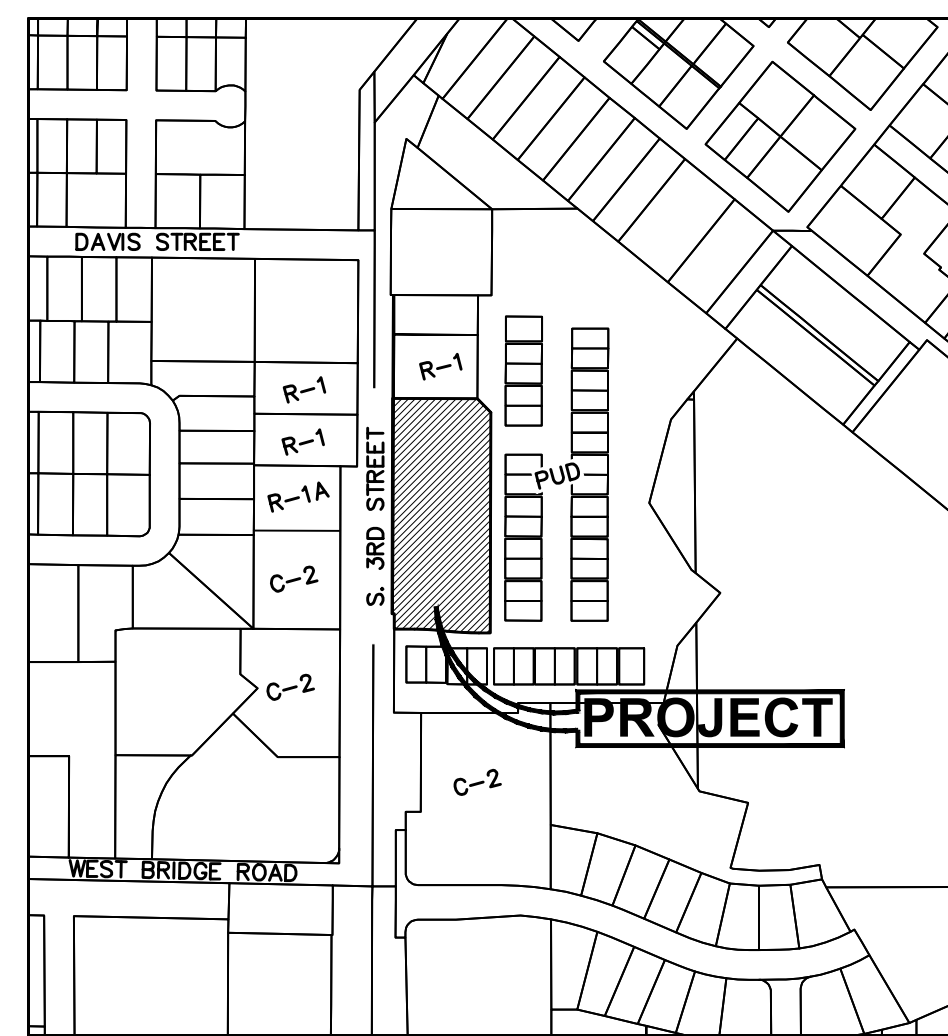 DAVIS STREET
R-1
R-1
R-1
S. 3RD STREET
PUD
R-1A
C-2
C-2
PROJECT
C-2
WEST BRIDGE ROAD